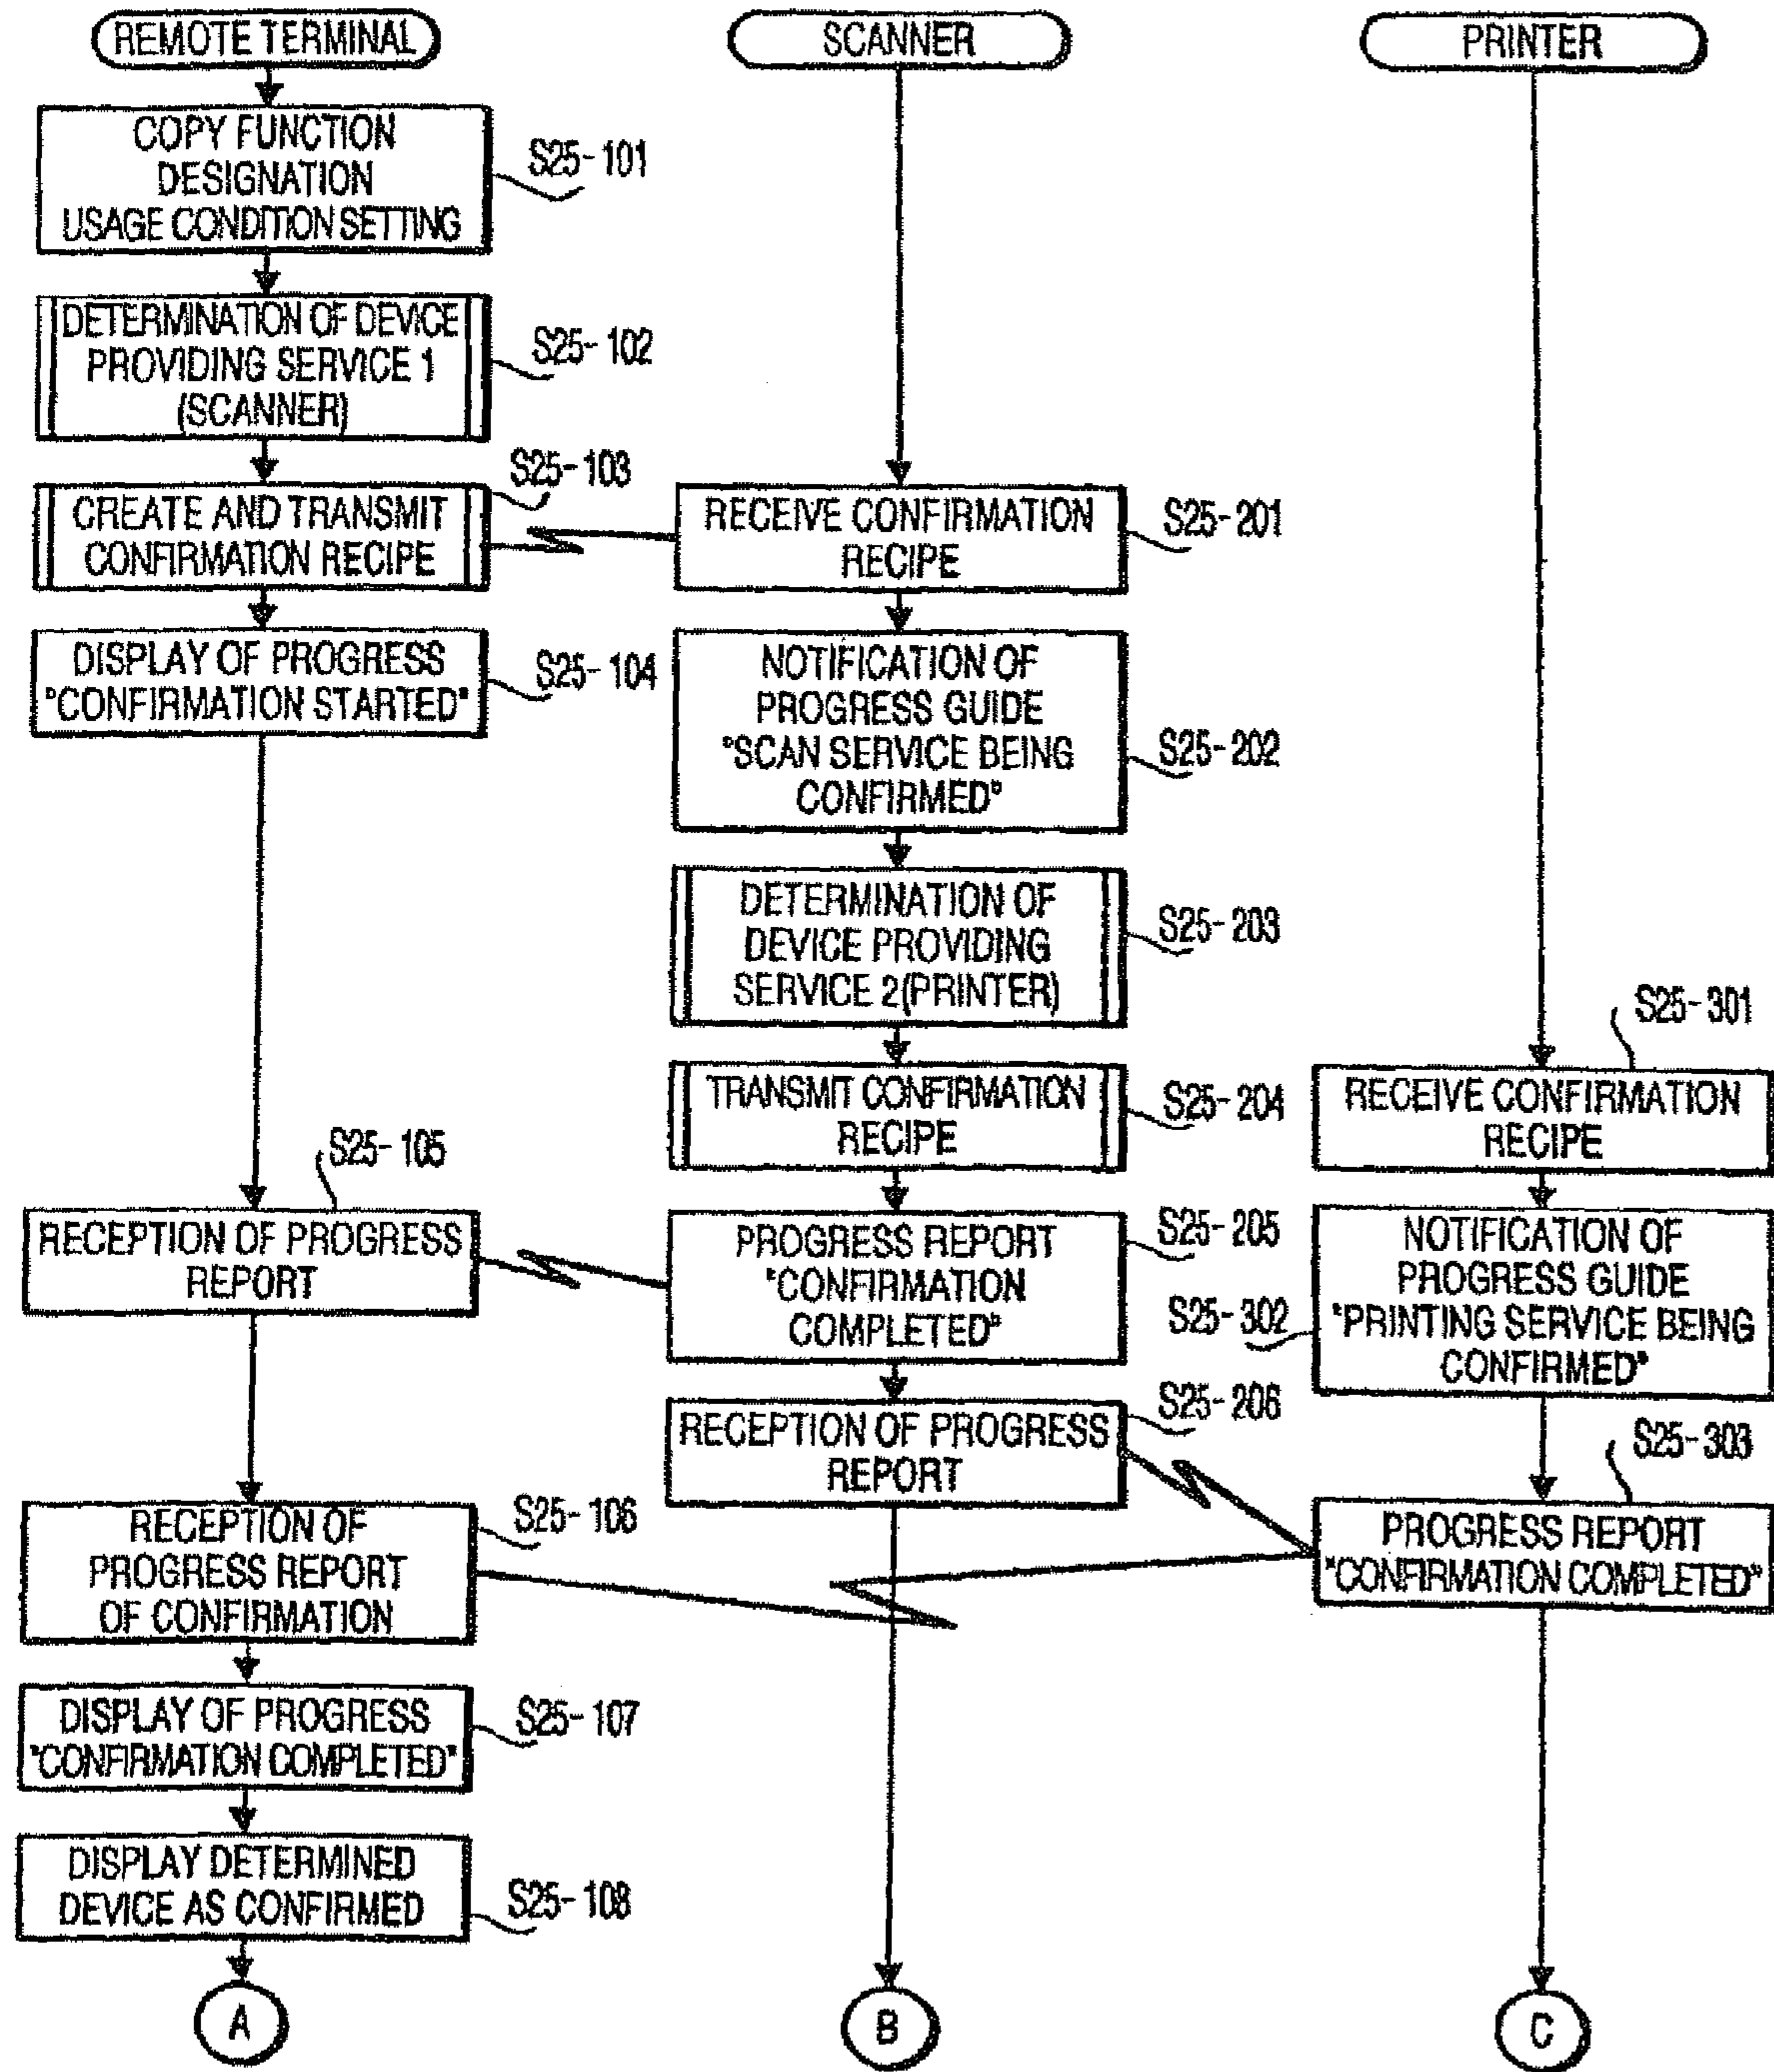 REMOTE TERMINAL
COPY FUNCTION
DESIGNATION
USAGE CONDITION SETTING
S25-101
DETERMINATION OF DEVICE
PROVIDING SERVICE 1
(SCANNER)
S25-102
CREATE AND TRANSMIT
CONFIRMATION RECIPE
S25-103
DISPLAY OF PROGRESS
"CONFIRMATION STARTED"
S25-104
RECEPTION OF PROGRESS
REPORT
S25-105
RECEPTION OF
PROGRESS REPORT
OF CONFIRMATION
S25-106
DISPLAY OF PROGRESS
"CONFIRMATION COMPLETED"
S25-107
DISPLAY DETERMINED
DEVICE AS CONFIRMED
S25-108
A
SCANNER
RECEIVE CONFIRMATION
RECIPE
S25-201
NOTIFICATION OF
PROGRESS GUIDE
"SCAN SERVICE BEING
CONFIRMED"
S25-202
DETERMINATION OF
DEVICE PROVIDING
SERVICE 2(PRINTER)
S25-203
TRANSMIT CONFIRMATION
RECIPE
S25-204
PROGRESS REPORT
"CONFIRMATION
COMPLETED"
S25-205
RECEPTION OF PROGRESS
REPORT
S25-206
B
PRINTER
S25-301
RECEIVE CONFIRMATION
RECIPE
NOTIFICATION OF
PROGRESS GUIDE
"PRINTING SERVICE BEING
CONFIRMED"
S25-302
S25-303
PROGRESS REPORT
"CONFIRMATION COMPLETED"
C